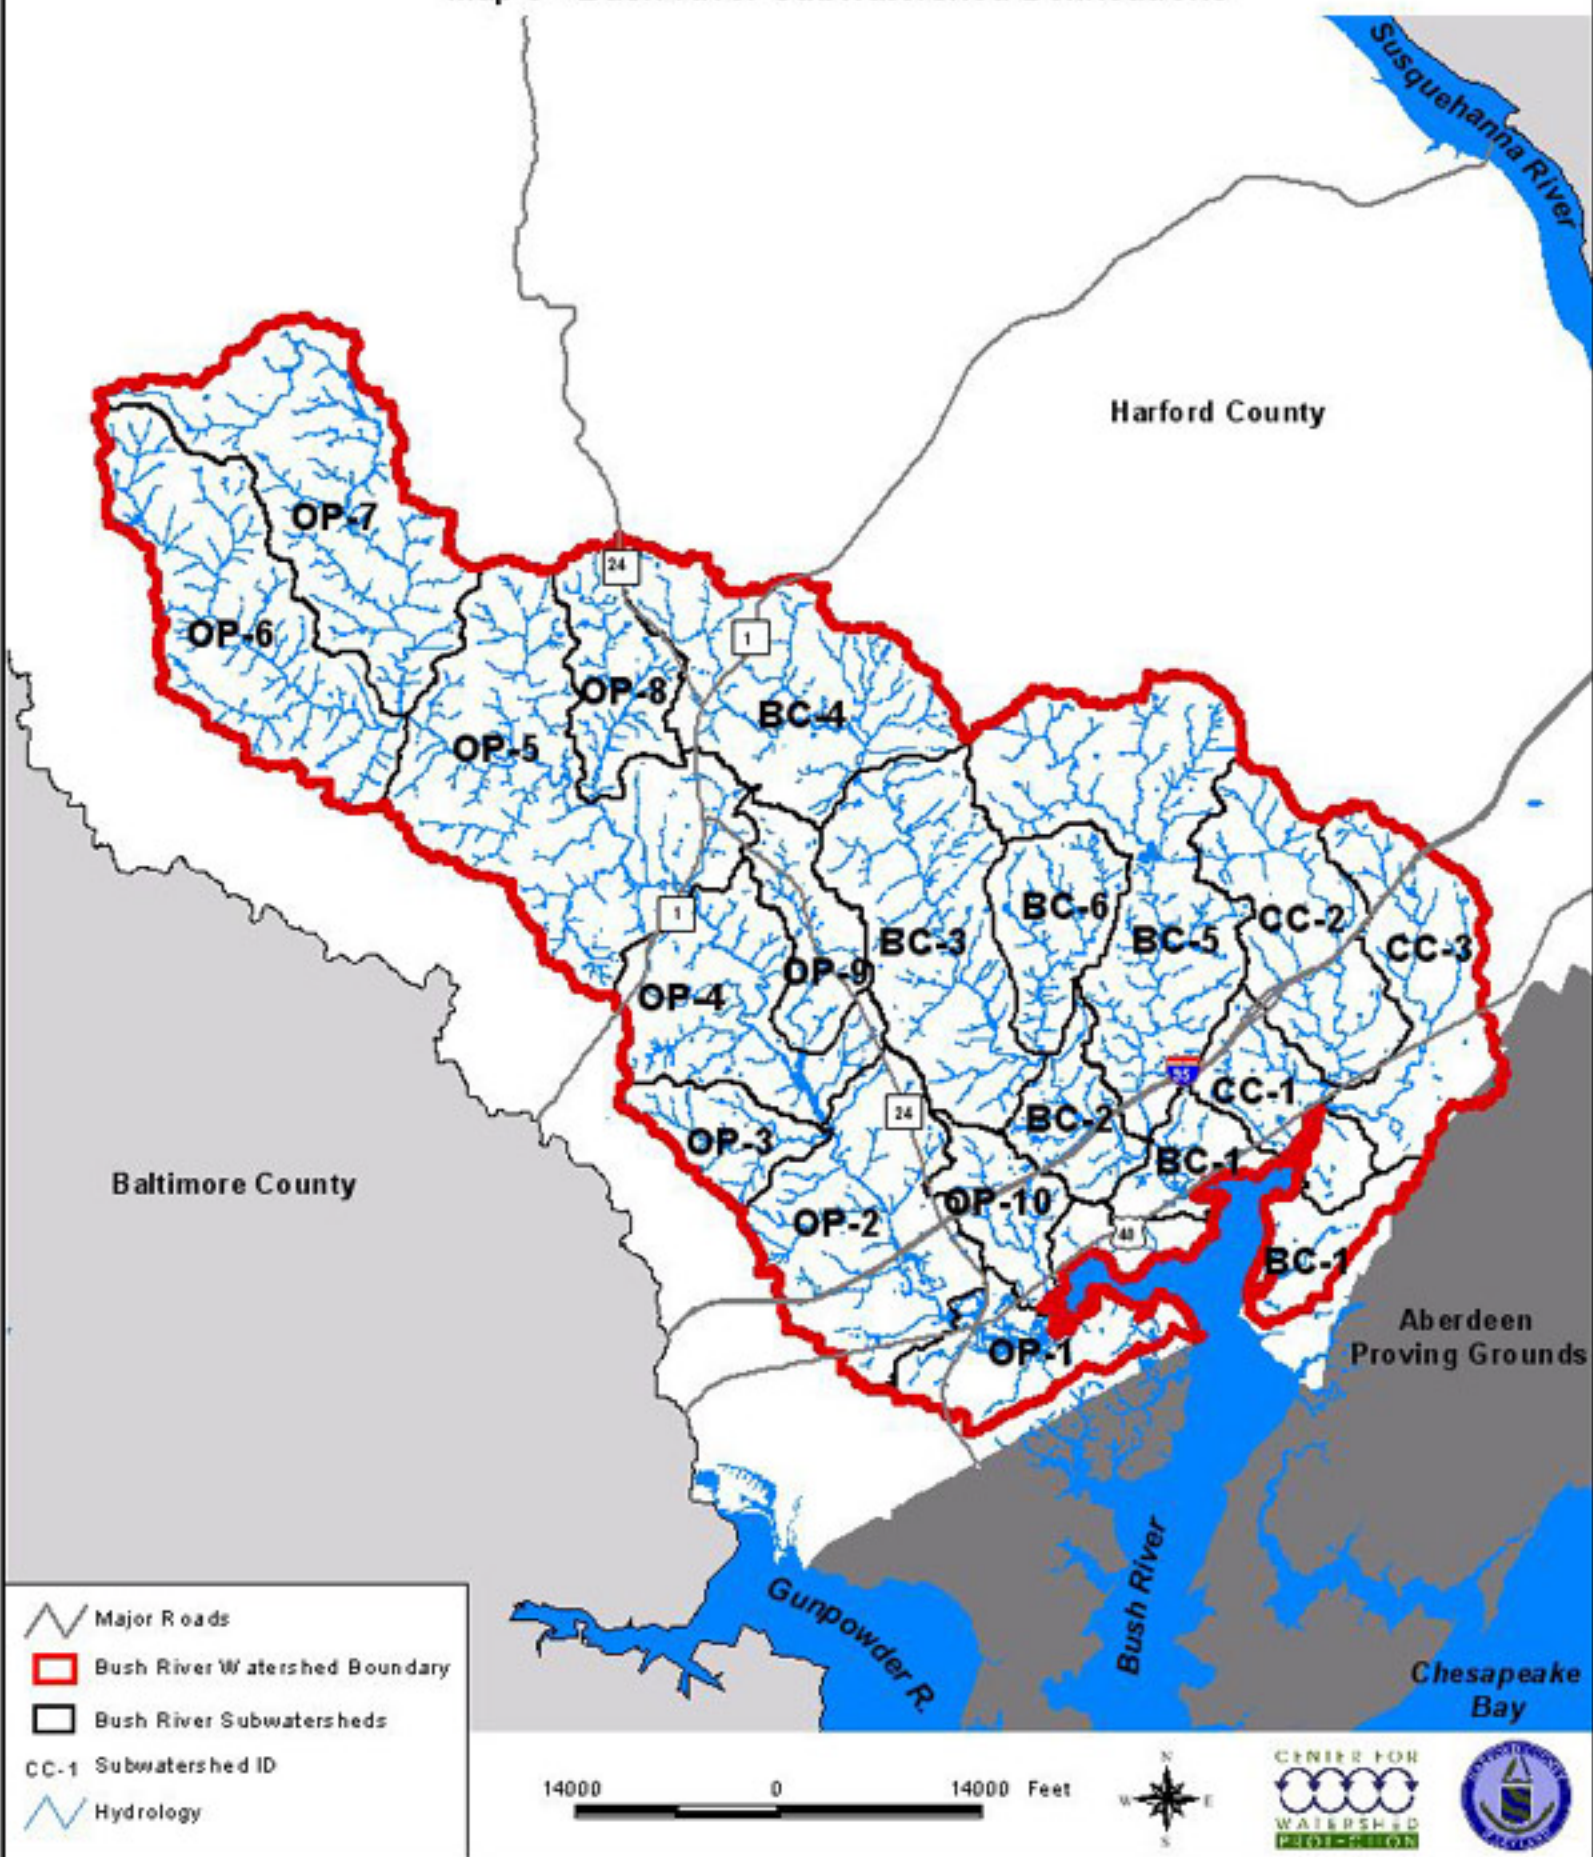 Susquehanna River
Harford County
OP-7
24
OP-6
1
OP-8
BC-4
OP-5
BC-6
1
CC-2
BC-3
BC-5
CC-3
OP-9
OP-4
95
CC-1
24
BC-2
OP-3
BC-1
Baltimore County
OP-10
OP-2
40
BC-1
Aberdeen
Proving Grounds
OP-1
Gunpowder R.
Bush River
Chesapeake
Bay
Major Roads
Bush River Watershed Boundary
Bush River Subwatersheds
CC-1 Subwatershed ID
Hydrology
14000 0 14000 Feet
N
W E
S
CENTER FOR
WATERSHED
PROTECTION